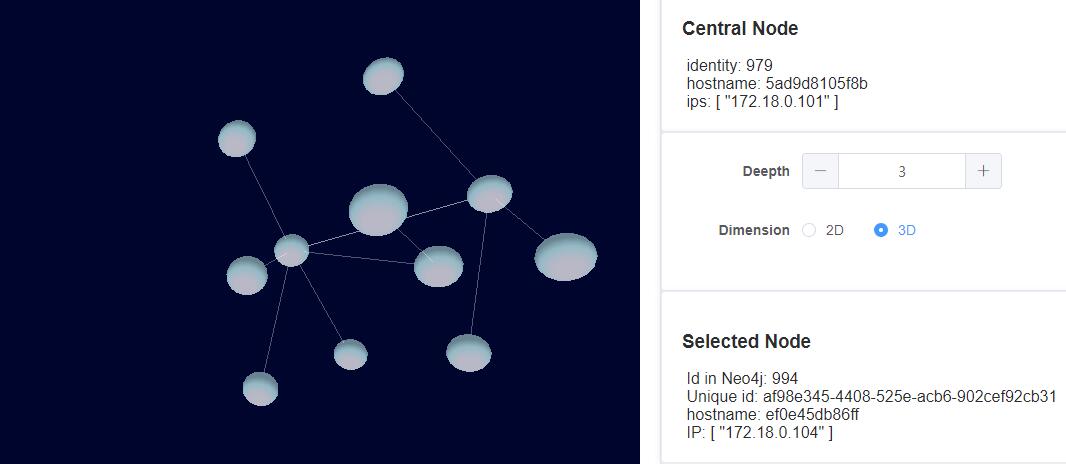 Central Node
identity: 979
hostname: 5ad9d8105f8b
ips: [ "172.18.0.101" ]
Deepth − 3 +
Dimension 2D 3D
Selected Node
Id in Neo4j: 994
Unique id: af98e345-4408-525e-acb6-902cef92cb31
hostname: ef0e45db86ff
IP: [ "172.18.0.104" ]